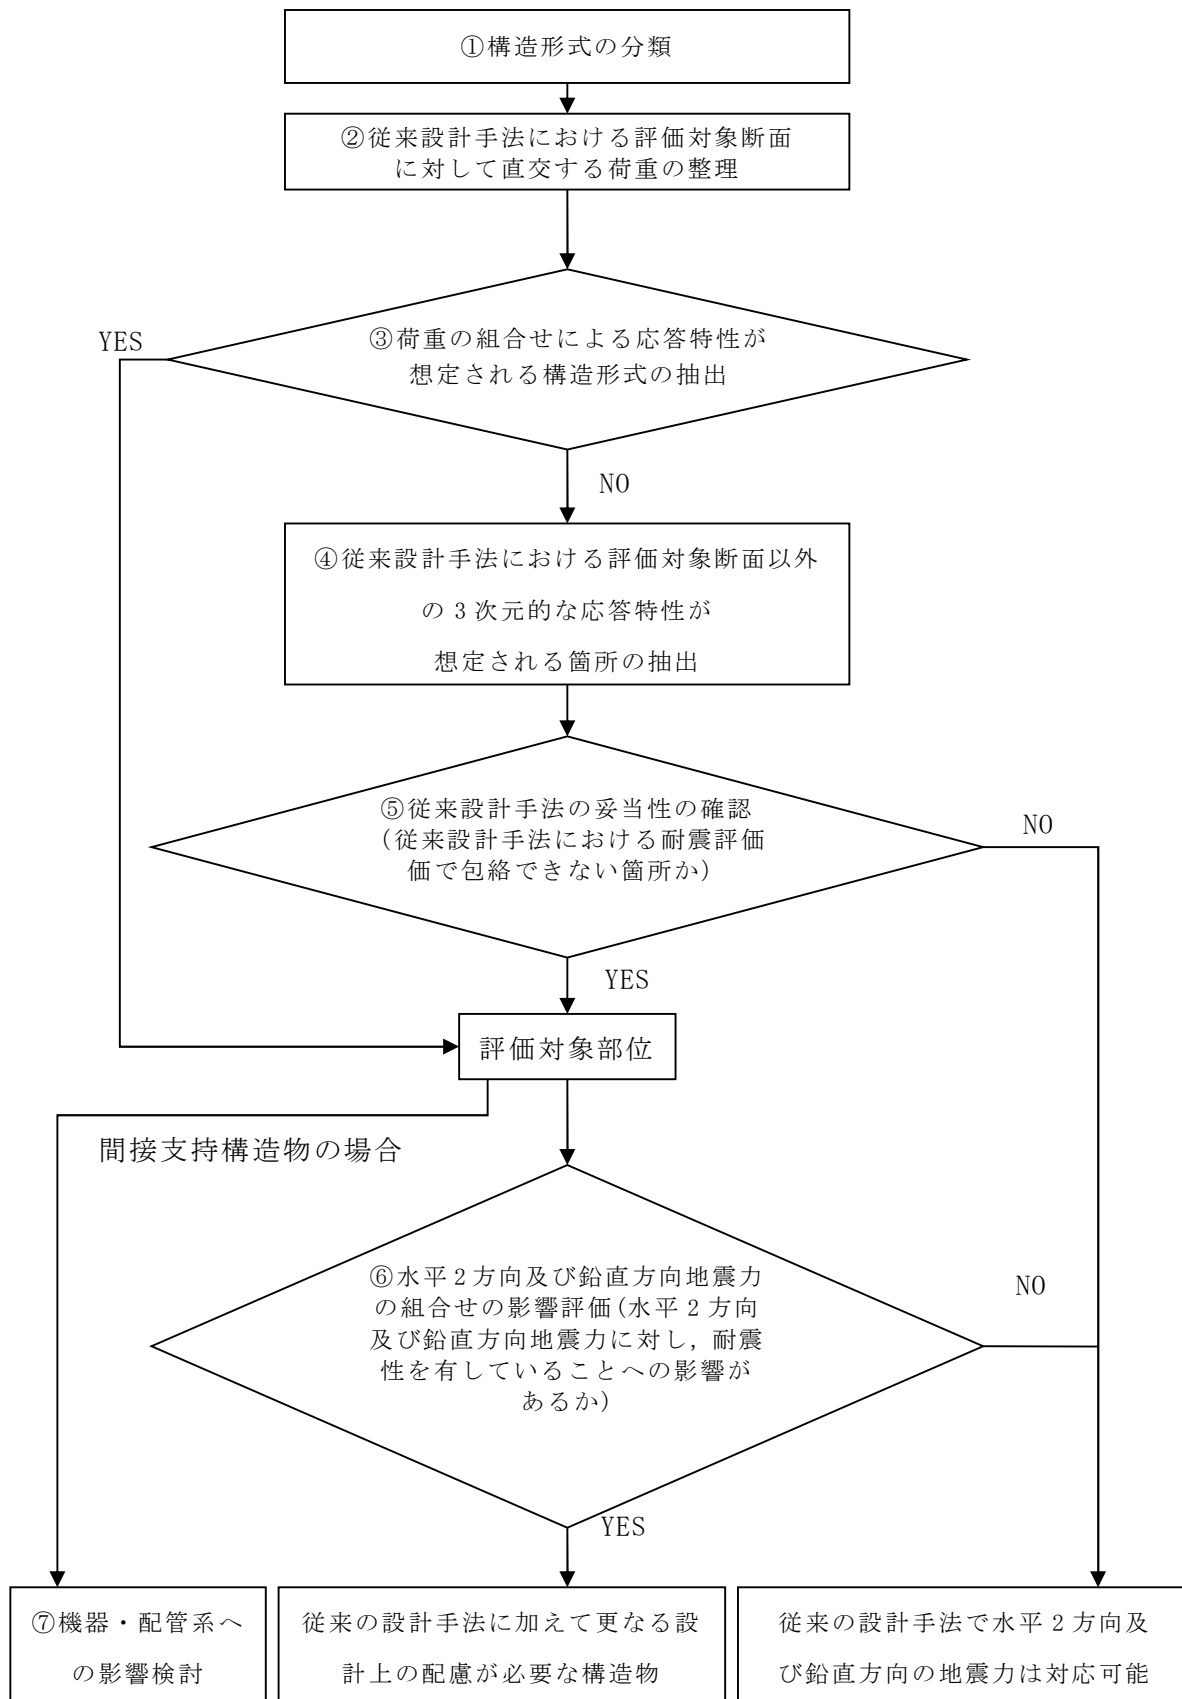 ①構造形式の分類
②従来設計手法における評価対象断面
に対して直交する荷重の整理
YES
③荷重の組合せによる応答特性が
想定される構造形式の抽出
NO
④従来設計手法における評価対象断面以外
の3次元的な応答特性が
想定される箇所の抽出
⑤従来設計手法の妥当性の確認
(従来設計手法における耐震評価
価で包絡できない箇所か)
NO
YES
評価対象部位
間接支持構造物の場合
⑥水平2方向及び鉛直方向地震力
の組合せの影響評価(水平2方向
及び鉛直方向地震力に対し,耐震
性を有していることへの影響が
あるか)
NO
YES
⑦機器・配管系へ
の影響検討
従来の設計手法に加えて更なる設
計上の配慮が必要な構造物
従来の設計手法で水平2方向及
び鉛直方向の地震力は対応可能